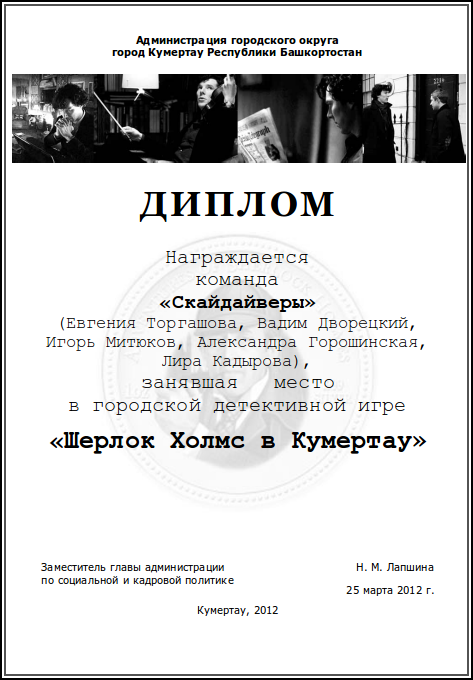 Администрация городского округа
город Кумертау Республики Башкортостан
ДИПЛОМ
Награждается
команда
«Скайдайверы»
(Евгения Торгашова, Вадим Дворецкий,
Игорь Митюков, Александра Горошинская,
Лира Кадырова),
занявшая место
в городской детективной игре
«Шерлок Холмс в Кумертау»
Заместитель главы администрации
по социальной и кадровой политике
Н. М. Лапшина
25 марта 2012 г.
Кумертау, 2012